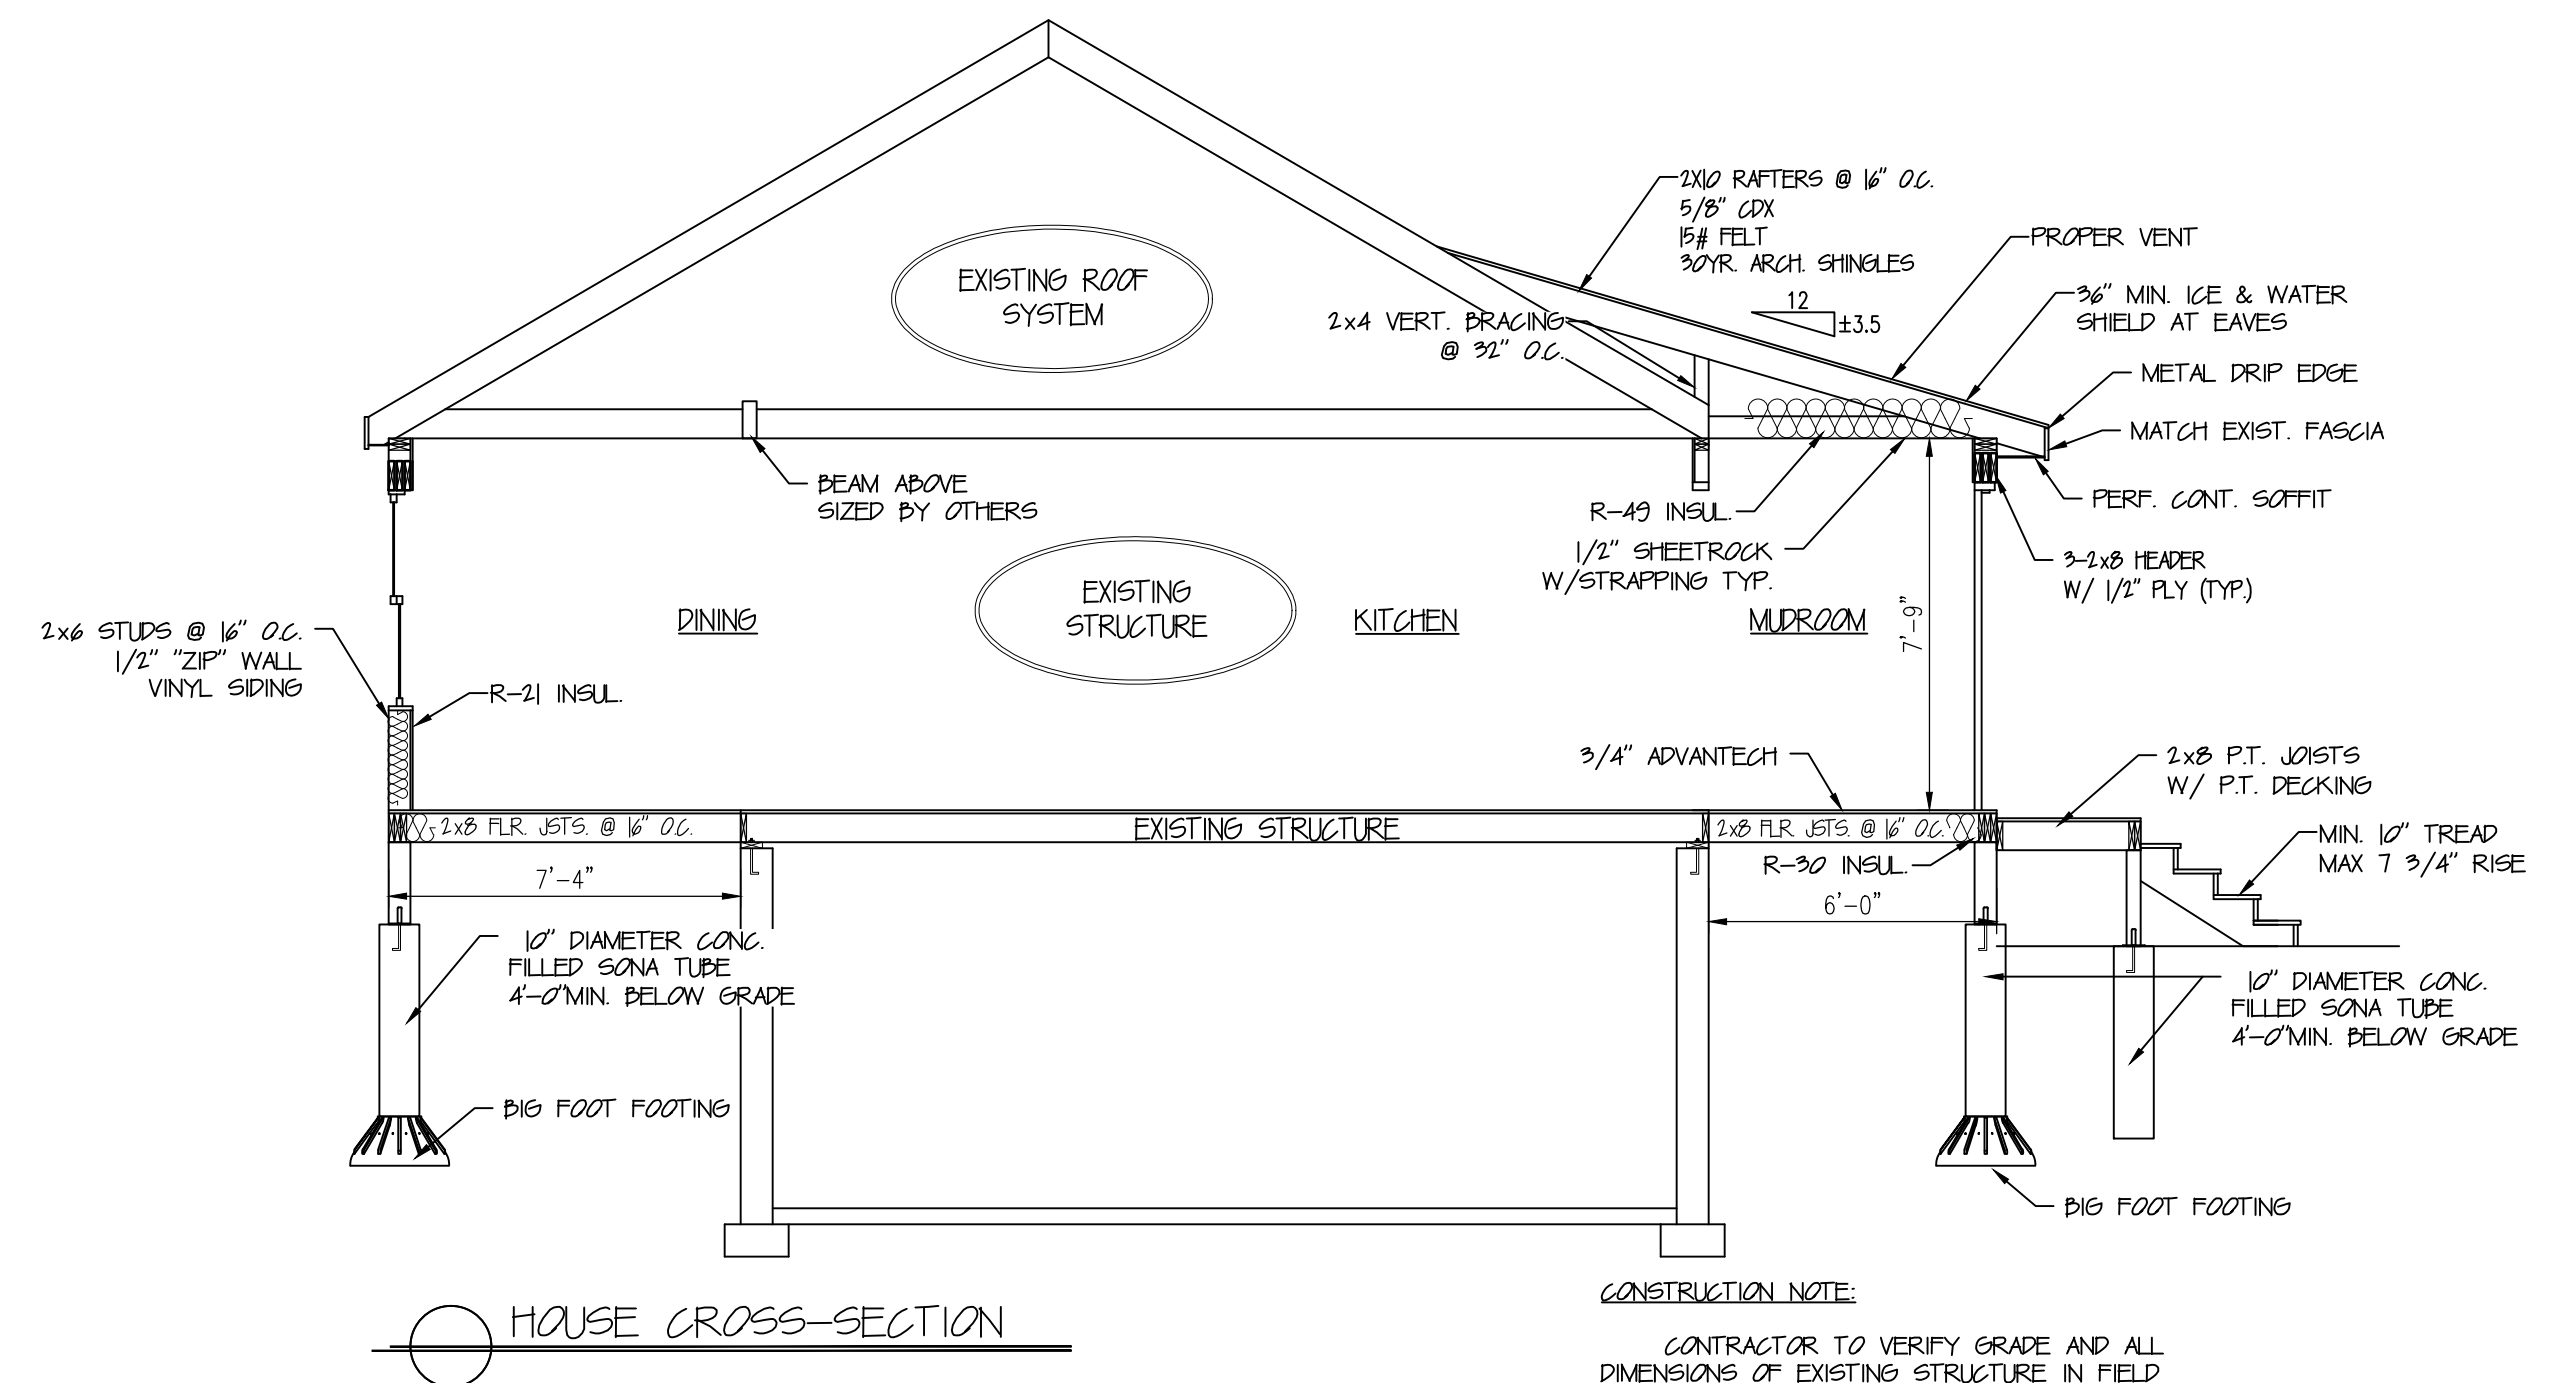 2X10 RAFTERS @ 16" O.C.
5/8" CDX
15# FELT
30YR. ARCH. SHINGLES
PROPER VENT
12
±3.5
36" MIN. ICE & WATER
SHIELD AT EAVES
METAL DRIP EDGE
MATCH EXIST. FASCIA
PERF. CONT. SOFFIT
3-2x8 HEADER
W/ 1/2" PLY (TYP.)
EXISTING ROOF
SYSTEM
2x4 VERT. BRACING
@ 32" O.C.
BEAM ABOVE
SIZED BY OTHERS
R-49 INSUL.
1/2" SHEETROCK
W/STRAPPING TYP.
EXISTING
STRUCTURE
DINING
KITCHEN
MUDROOM
7'-9"
2x6 STUDS @ 16" O.C.
1/2" "ZIP" WALL
VINYL SIDING
R-21 INSUL.
3/4" ADVANTECH
2x8 P.T. JOISTS
W/ P.T. DECKING
2x8 FLR. JSTS. @ 16" O.C.
EXISTING STRUCTURE
2x8 FLR JSTS. @ 16" O.C.
R-30 INSUL.
MIN. 10" TREAD
MAX 7 3/4" RISE
7'-4"
6'-0"
10" DIAMETER CONC.
FILLED SONA TUBE
4'-0"MIN. BELOW GRADE
10" DIAMETER CONC.
FILLED SONA TUBE
4'-0"MIN. BELOW GRADE
BIG FOOT FOOTING
BIG FOOT FOOTING
HOUSE CROSS-SECTION
CONSTRUCTION NOTE:
CONTRACTOR TO VERIFY GRADE AND ALL
DIMENSIONS OF EXISTING STRUCTURE IN FIELD